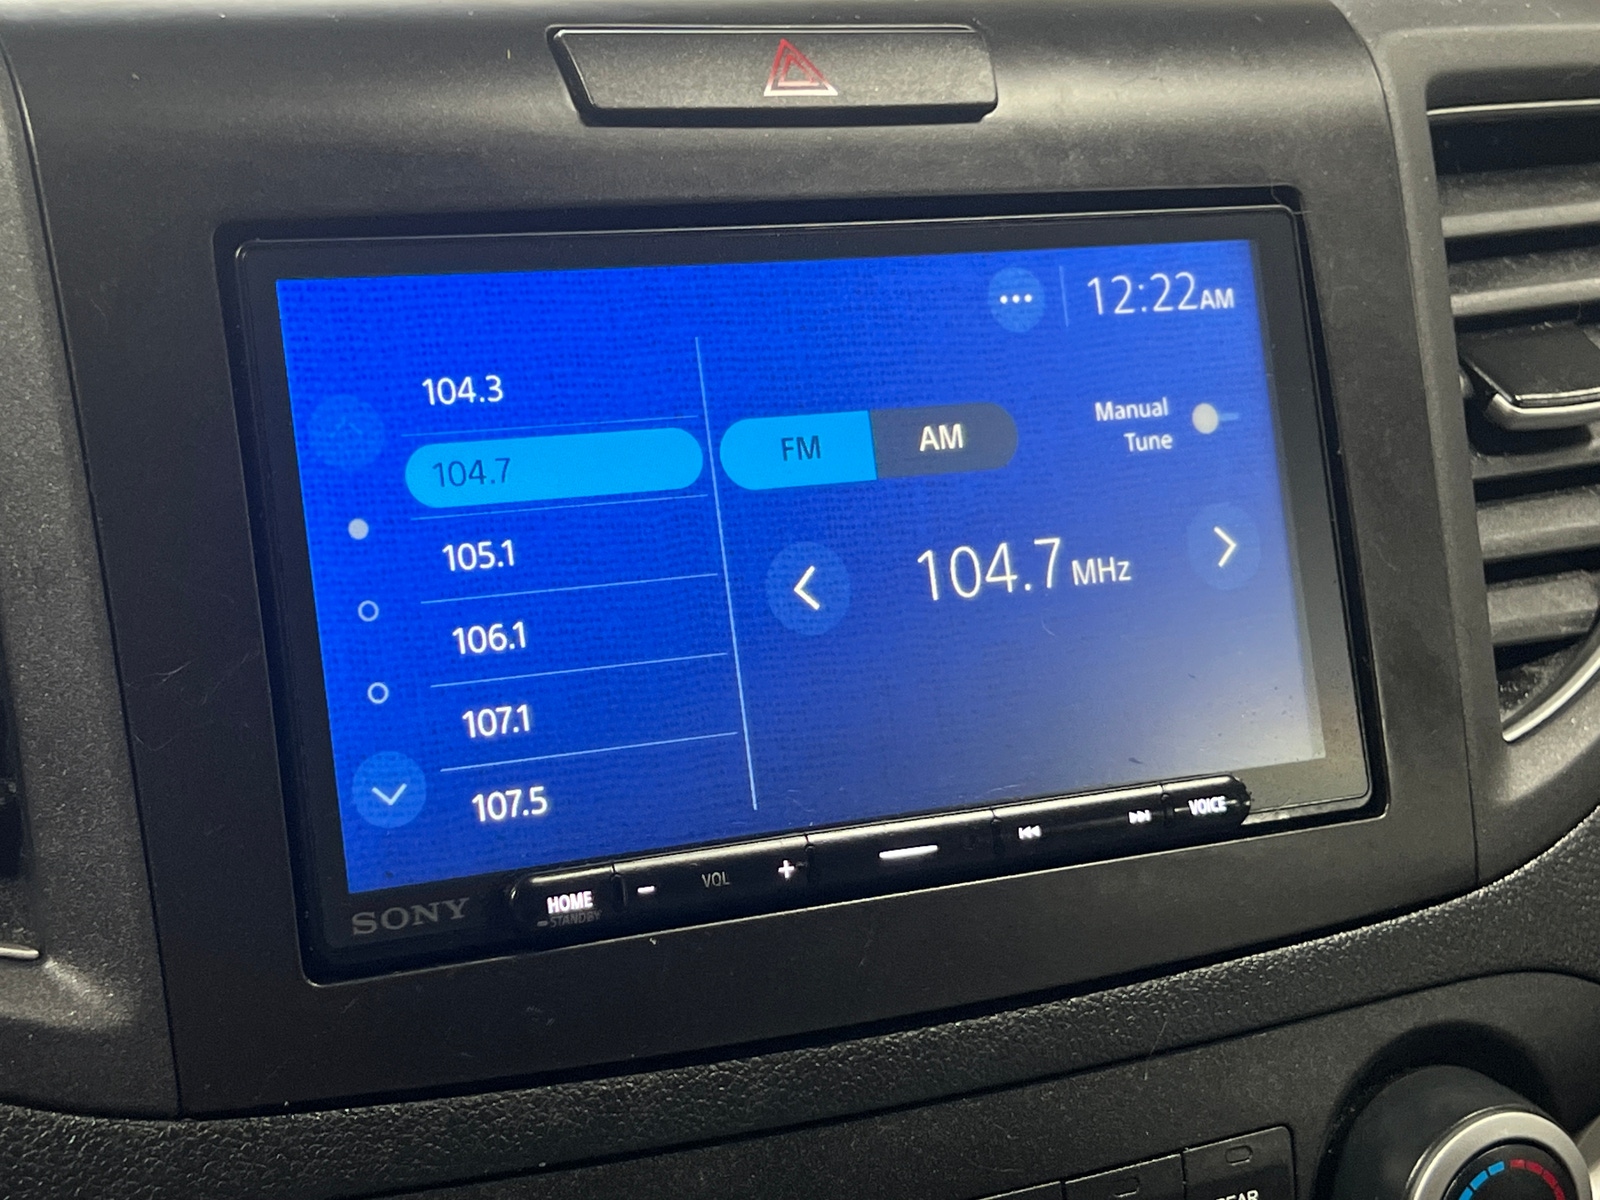 12:22AM
104.3
104.7
105.1
106.1
107.1
107.5
FM
AM
Manual
Tune
104.7 MHz
SONY
HOME
STANDBY
VOL
VOICE